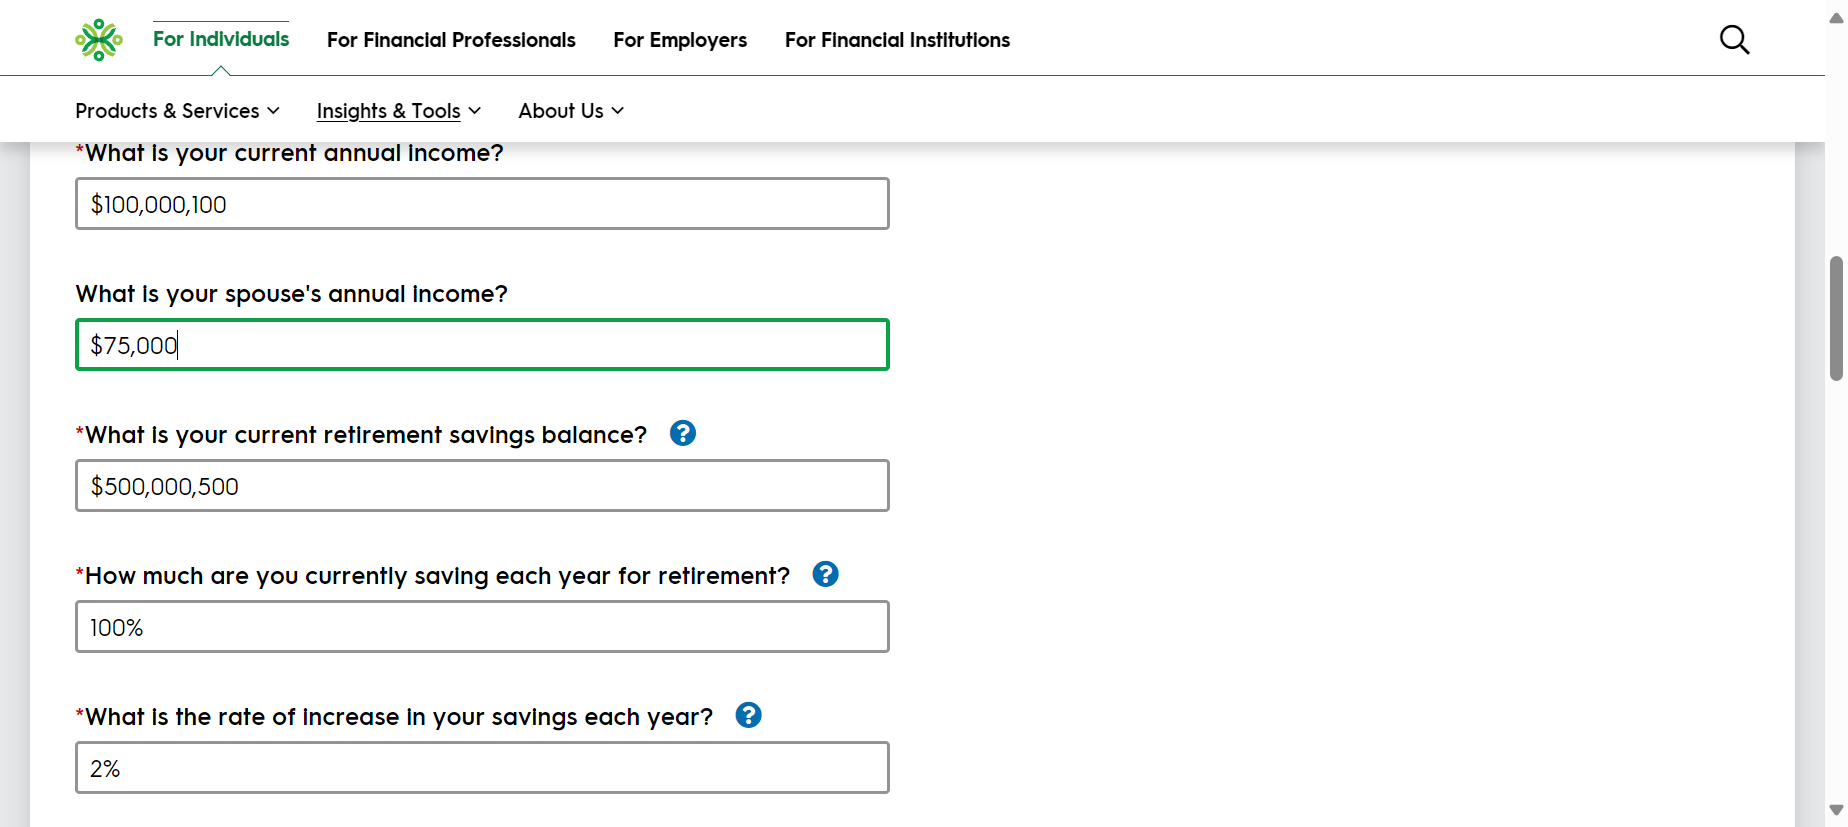 For Individuals
For Financial Professionals
For Employers
For Financial Institutions
Products & Services
Insights & Tools
About Us
*What is your current annual income?
$100,000,100
What is your spouse's annual income?
$75,000
*What is your current retirement savings balance?
$500,000,500
*How much are you currently saving each year for retirement?
100%
*What is the rate of increase in your savings each year?
2%